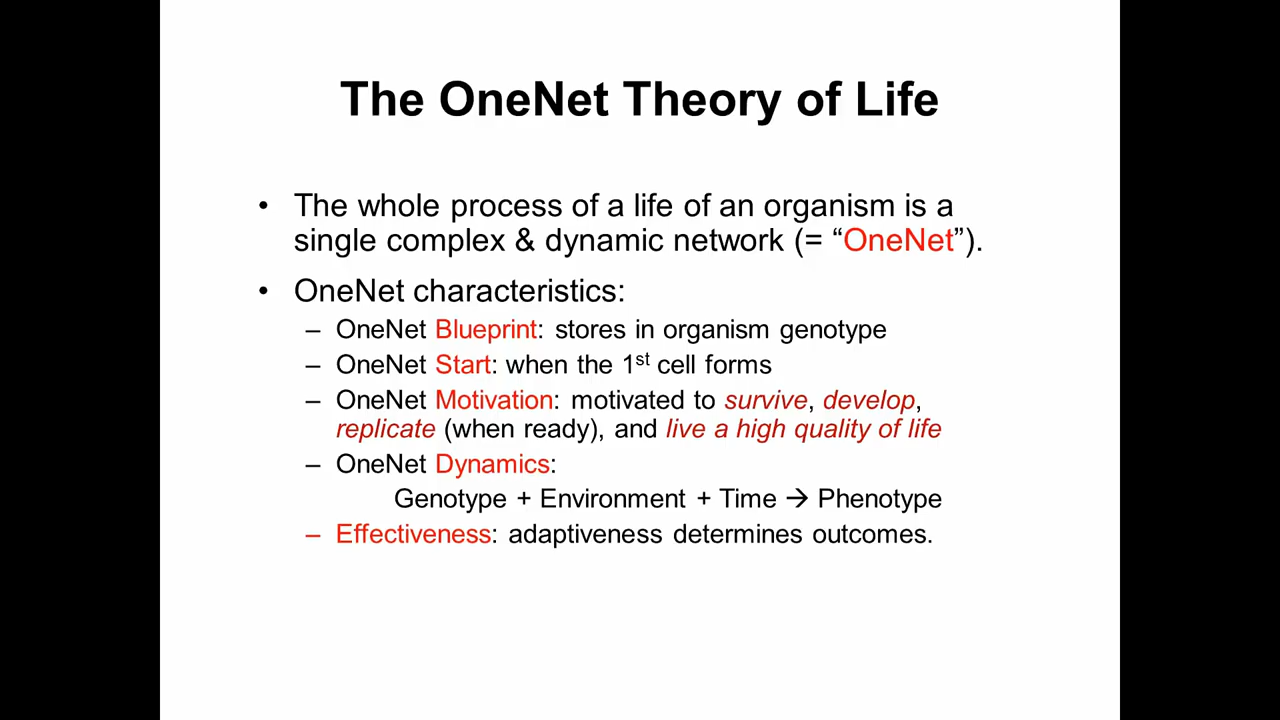 The OneNet Theory of Life
• The whole process of a life of an organism is a
single complex & dynamic network (= “OneNet”).
• OneNet characteristics:
– OneNet Blueprint: stores in organism genotype
– OneNet Start: when the 1st cell forms
– OneNet Motivation: motivated to survive, develop,
replicate (when ready), and live a high quality of life
– OneNet Dynamics:
Genotype + Environment + Time → Phenotype
– Effectiveness: adaptiveness determines outcomes.